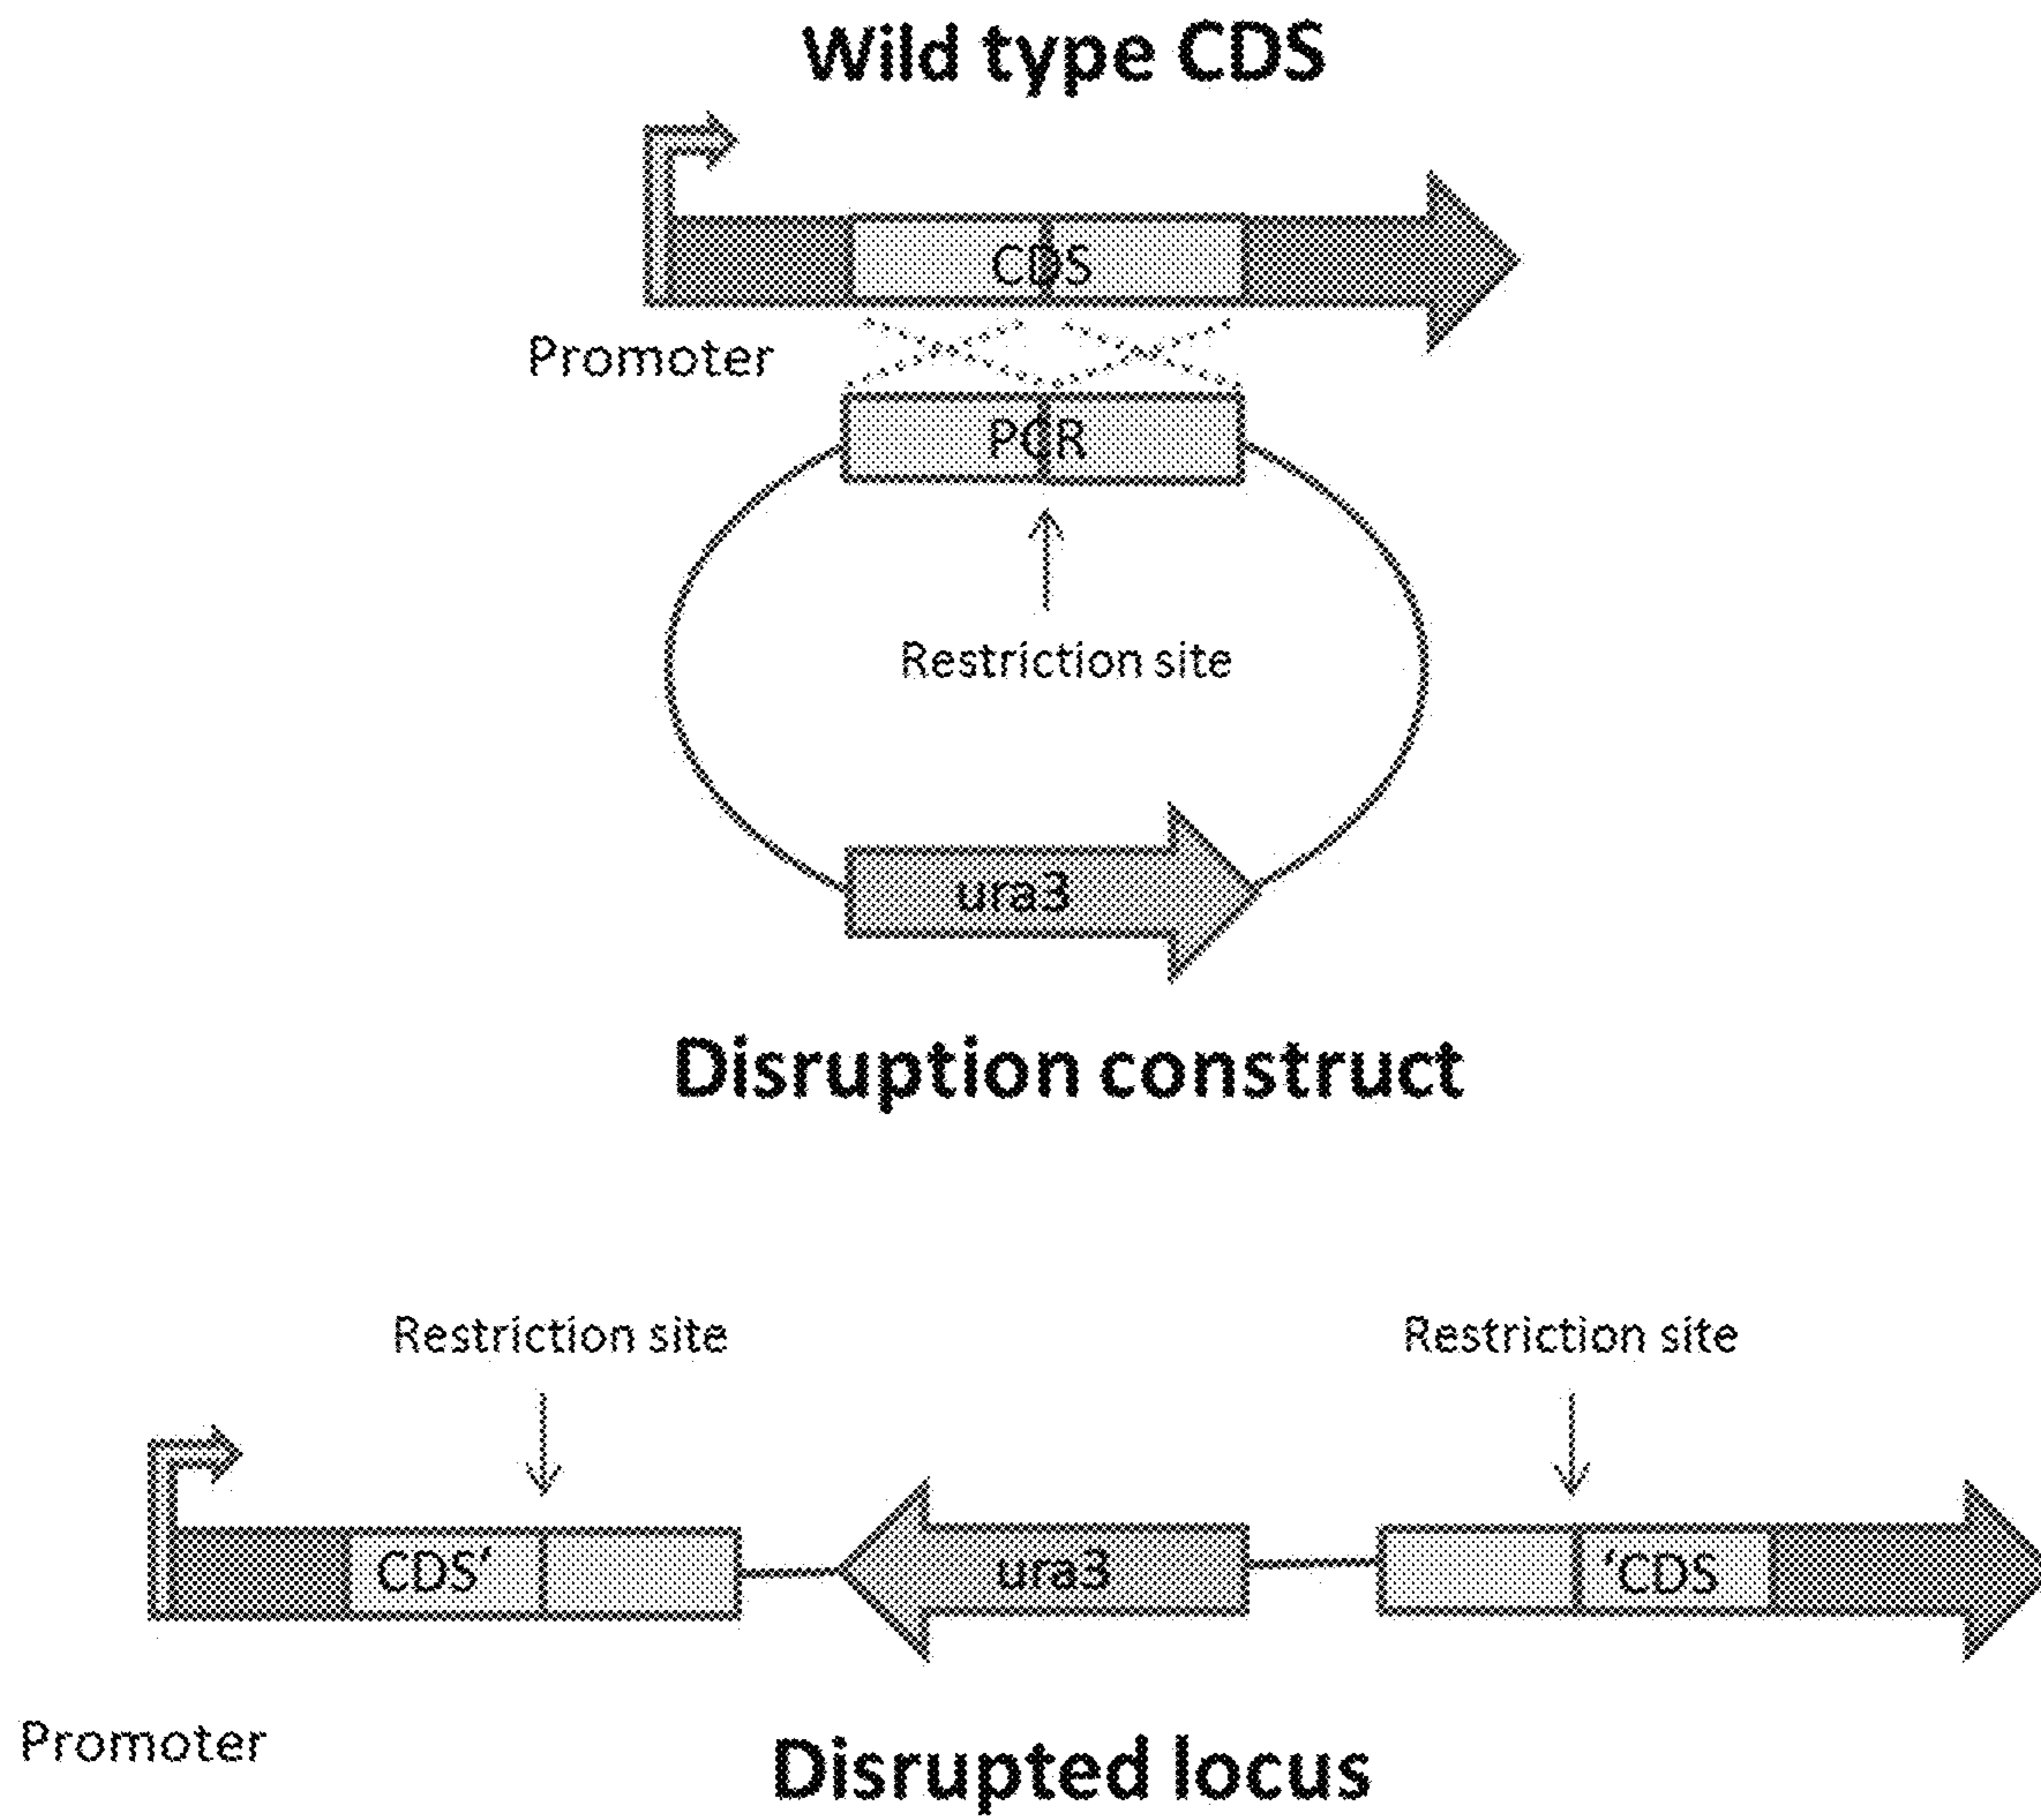 Wild type CDS
CDS
Promoter
PCR
Restriction site
ura3
Disruption construct
Restriction site
Restriction site
CDS‘
ura3
‘CDS
Promoter
Disrupted locus